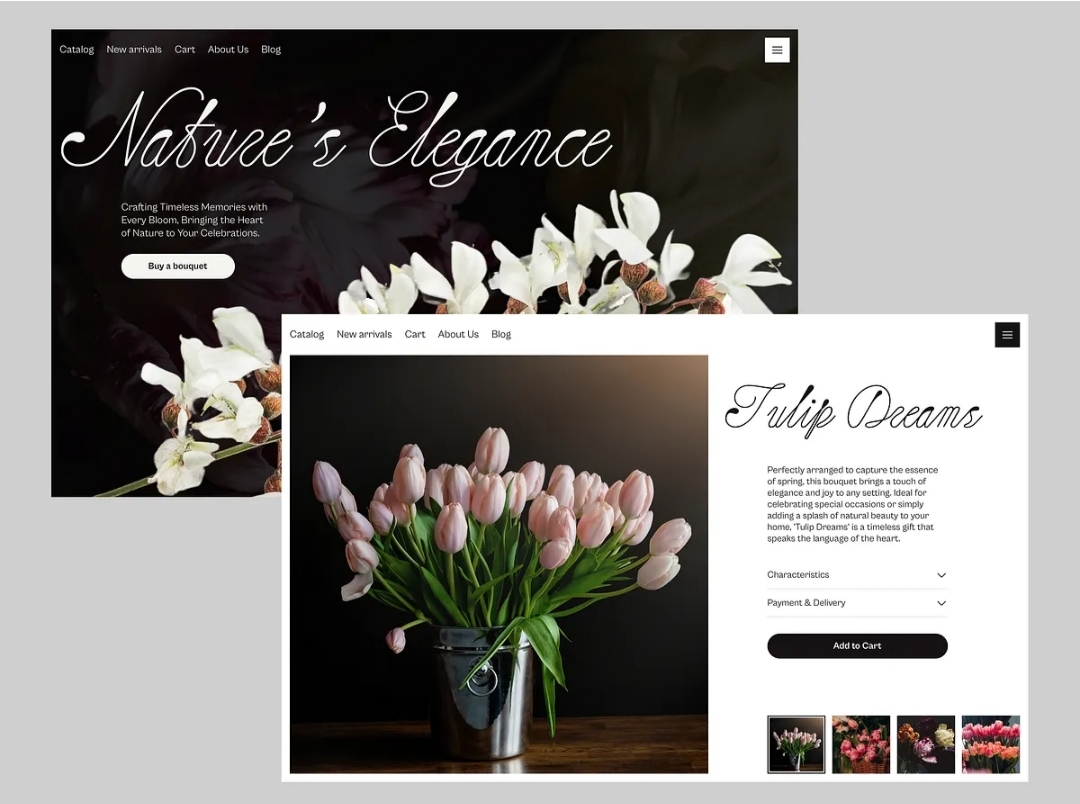 Catalog New arrivals Cart About Us Blog
Nature's Elegance
Crafting Timeless Memories with
Every Bloom, Bringing the Heart
of Nature to Your Celebrations.
Buy a bouquet
Catalog New arrivals Cart About Us Blog
Tulip Dreams
Perfectly arranged to capture the essence
of spring, this bouquet brings a touch of
elegance and joy to any setting. Ideal for
celebrating special occasions or simply
adding a splash of natural beauty to your
home, 'Tulip Dreams' is a timeless gift that
speaks the language of the heart.
Characteristics
Payment & Delivery
Add to Cart